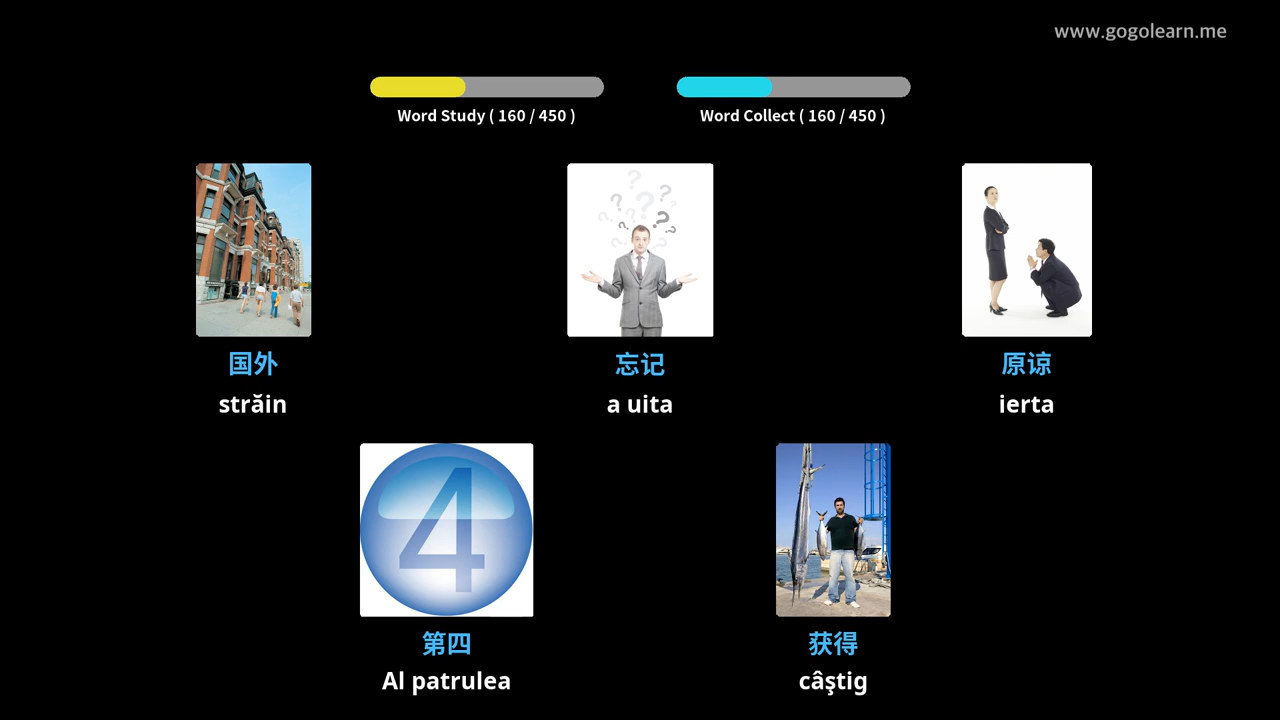 www.gogolearn.me
Word Study ( 160 / 450 )
Word Collect ( 160 / 450 )
国外
străin
忘记
a uita
原谅
ierta
4
第四
Al patrulea
获得
câştig